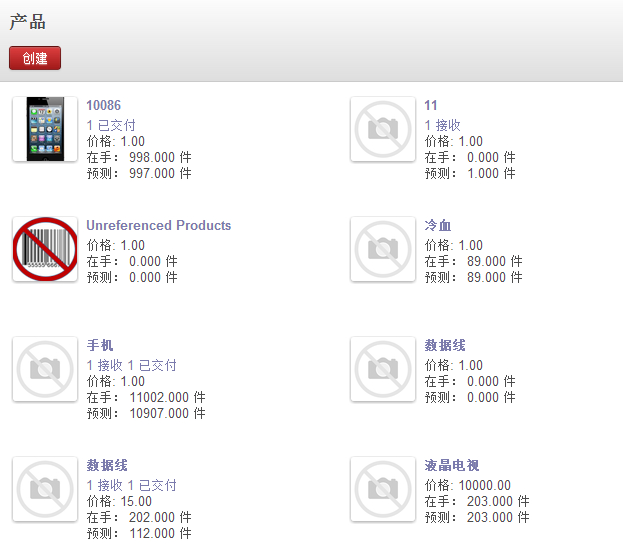 产品
创建
10086
1 已交付
价格: 1.00
在手： 998.000 件
预测： 997.000 件
11
1 接收
价格: 1.00
在手： 0.000 件
预测： 1.000 件
Unreferenced Products
价格: 1.00
在手： 0.000 件
预测： 0.000 件
冷血
价格: 1.00
在手： 89.000 件
预测： 89.000 件
手机
1 接收 1 已交付
价格: 1.00
在手： 11002.000 件
预测： 10907.000 件
数据线
价格: 1.00
在手： 0.000 件
预测： 0.000 件
数据线
1 接收 1 已交付
价格: 15.00
在手： 202.000 件
预测： 112.000 件
液晶电视
价格: 10000.00
在手： 203.000 件
预测： 203.000 件